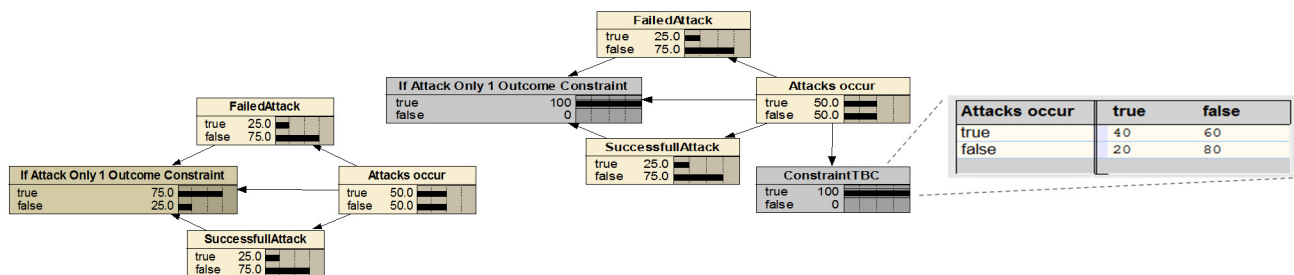 FailedAttack
true 25.0
false 75.0
If Attack Only 1 Outcome Constraint
true 75.0
false 25.0
Attacks occur
true 50.0
false 50.0
SuccessfullAttack
true 25.0
false 75.0
FailedAttack
true 25.0
false 75.0
If Attack Only 1 Outcome Constraint
true 100
false 0
Attacks occur
true 50.0
false 50.0
SuccessfullAttack
true 25.0
false 75.0
ConstraintTBC
true 100
false 0
Attacks occur true false
true 40 60
false 20 80